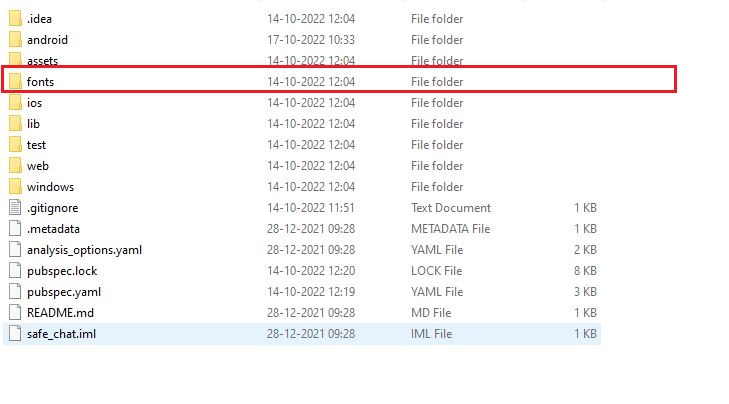 .idea 14-10-2022 12:04 File folder
android 17-10-2022 10:33 File folder
assets 14-10-2022 12:04 File folder
fonts 14-10-2022 12:04 File folder
ios 14-10-2022 12:04 File folder
lib 14-10-2022 12:04 File folder
test 14-10-2022 12:04 File folder
web 14-10-2022 12:04 File folder
windows 14-10-2022 12:04 File folder
.gitignore 14-10-2022 11:51 Text Document 1 KB
.metadata 28-12-2021 09:28 METADATA File 1 KB
analysis_options.yaml 28-12-2021 09:28 YAML File 2 KB
pubspec.lock 14-10-2022 12:20 LOCK File 8 KB
pubspec.yaml 14-10-2022 12:19 YAML File 3 KB
README.md 28-12-2021 09:28 MD File 1 KB
safe_chat.iml 28-12-2021 09:28 IML File 1 KB